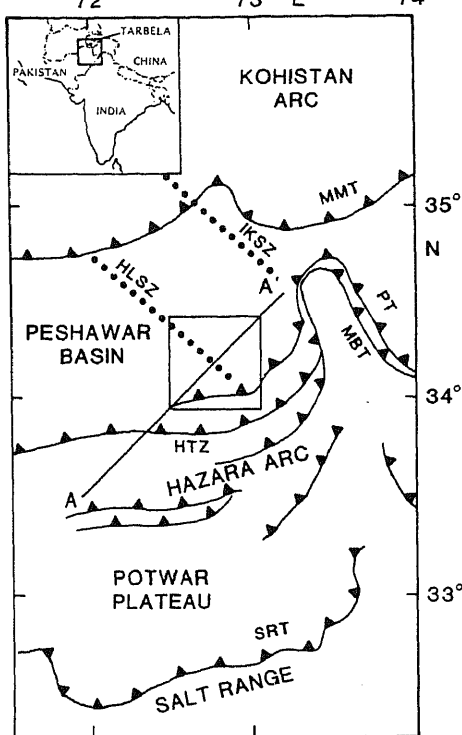 72
73
E
74
TARBELA
PAKISTAN
CHINA
INDIA
KOHISTAN
ARC
MMT
35°
N
IKSZ
HLSZ
A'
PT
MBT
PESHAWAR
BASIN
34°
HTZ
HAZARA ARC
A
POTWAR
PLATEAU
33°
SRT
SALT RANGE